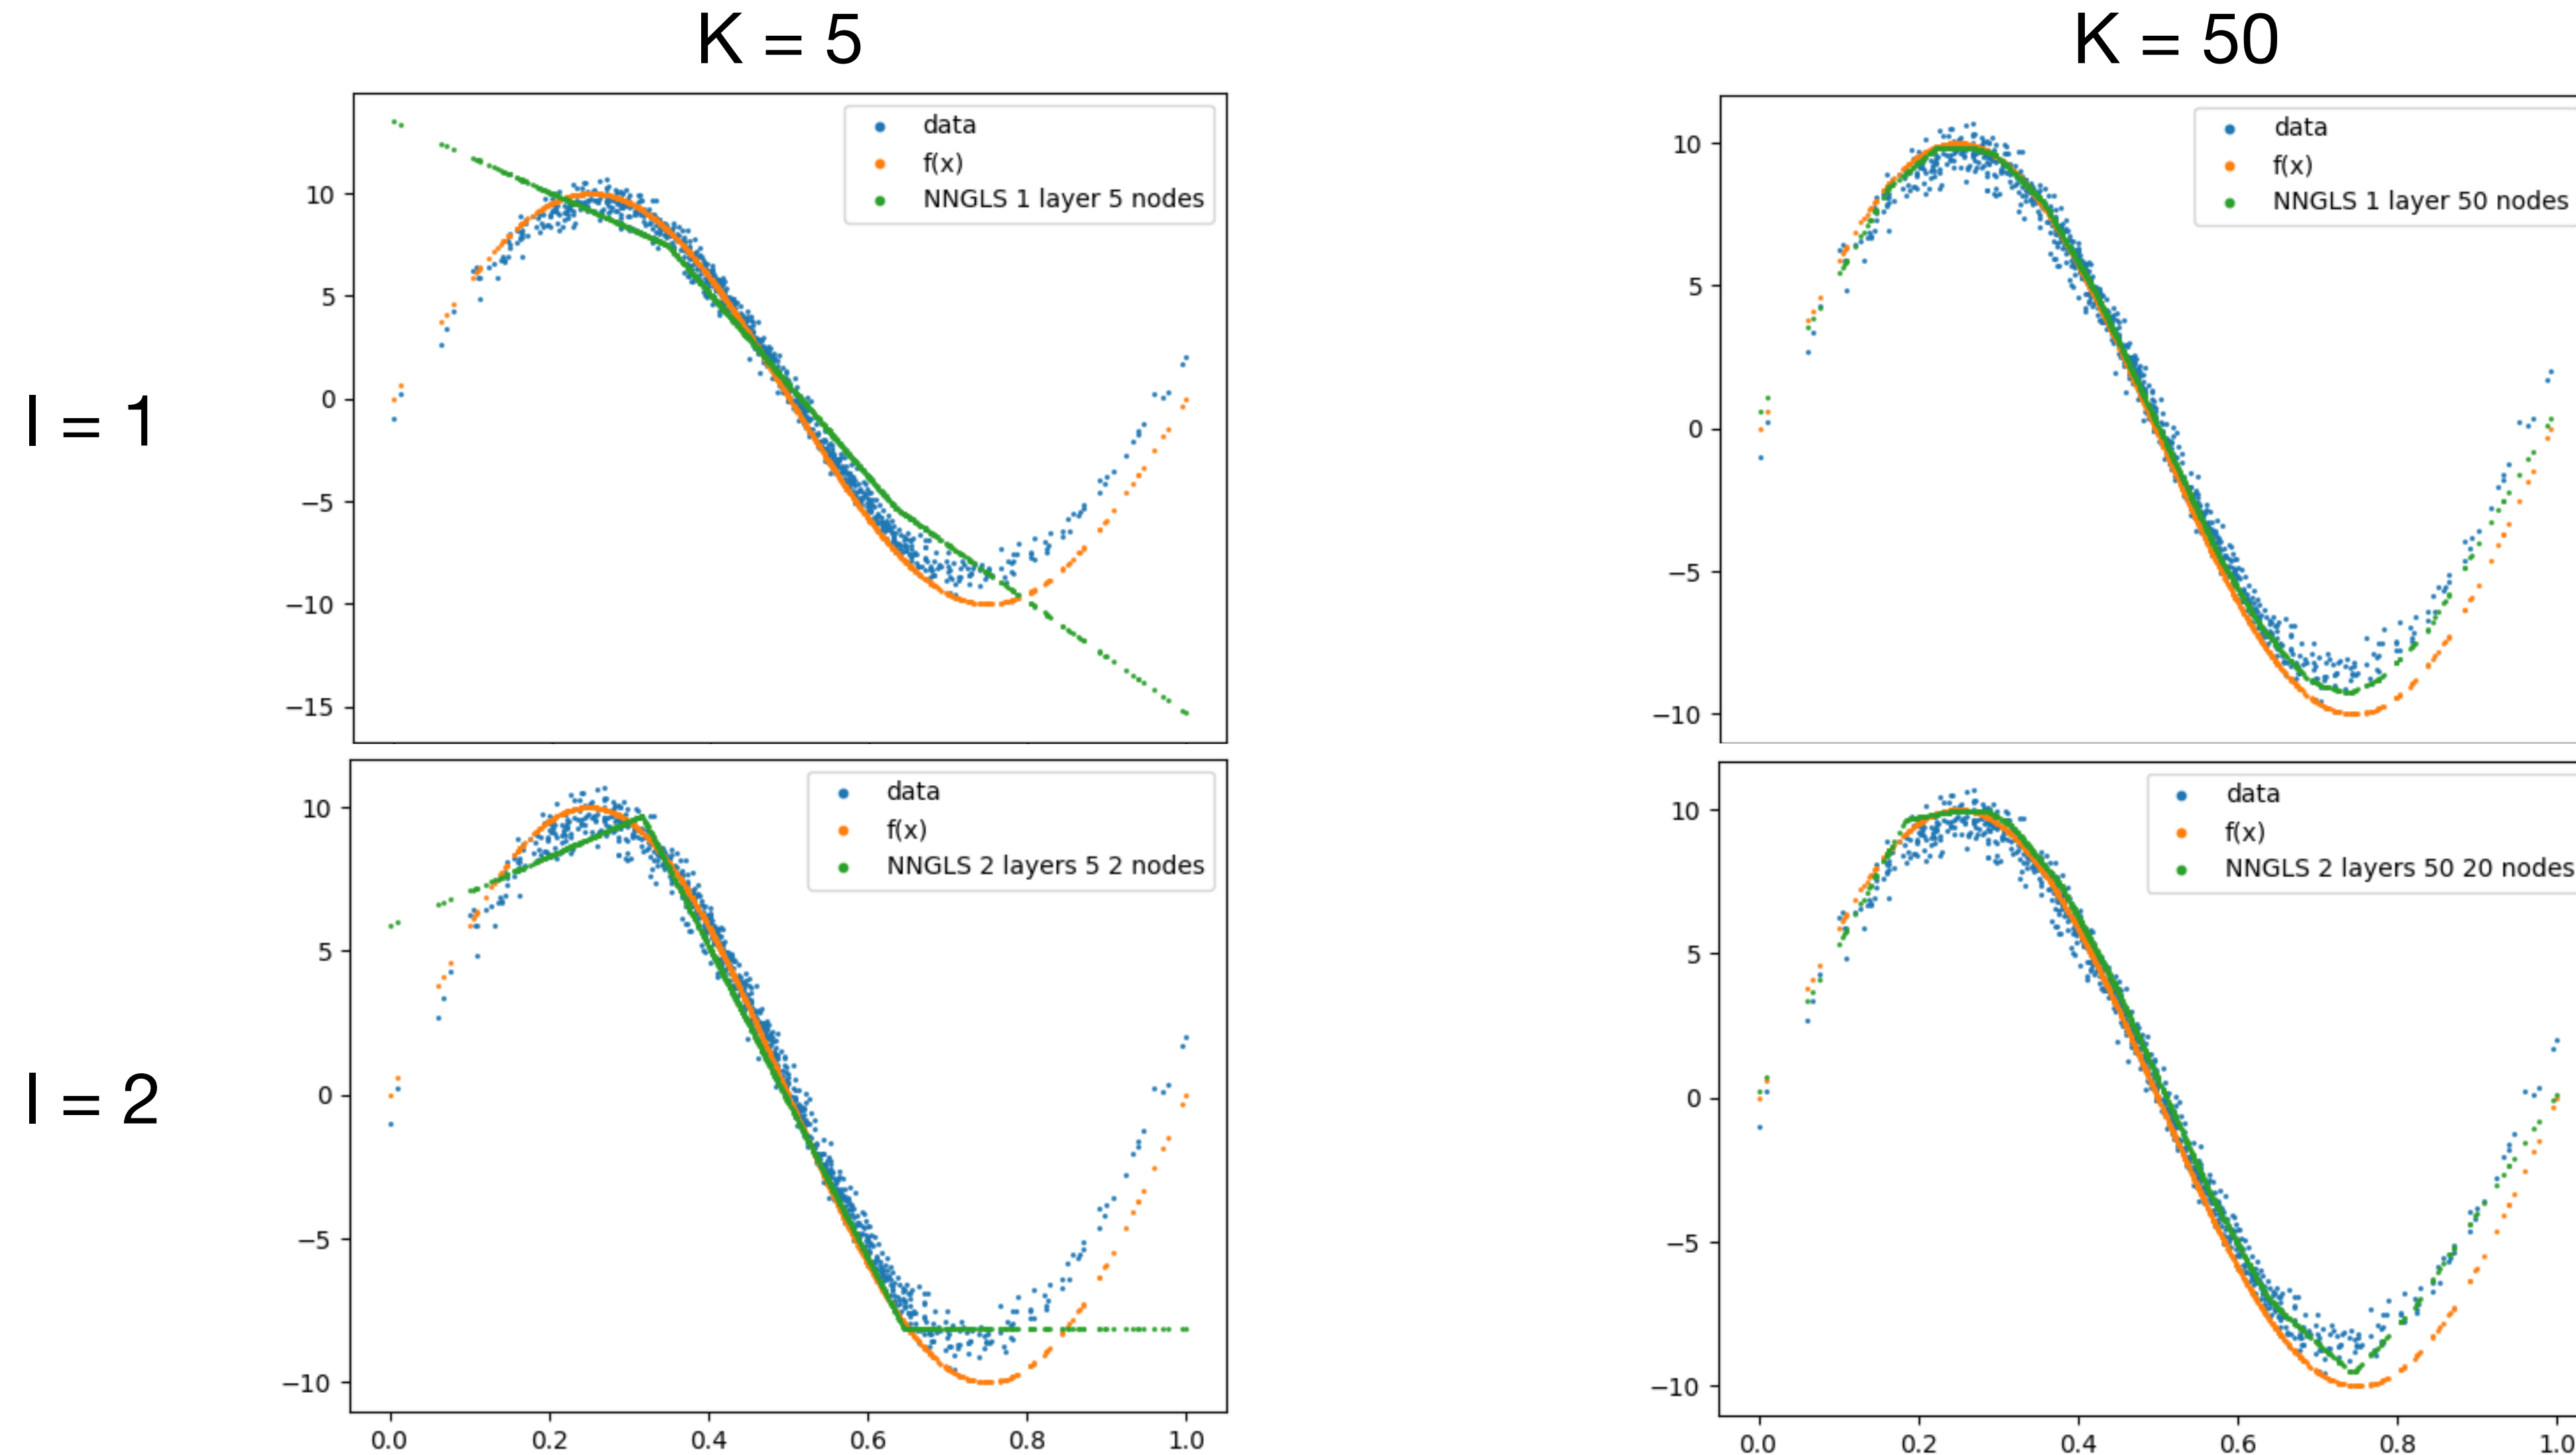 K = 5
K = 50
l = 1
data
f(x)
NNGLS 1 layer 5 nodes
10
5
0
−5
−10
−15
data
f(x)
NNGLS 1 layer 50 nodes
10
5
0
−5
−10
l = 2
data
f(x)
NNGLS 2 layers 5 2 nodes
10
5
0
−5
−10
0.0 0.2 0.4 0.6 0.8 1.0
data
f(x)
NNGLS 2 layers 50 20 nodes
10
5
0
−5
−10
0.0 0.2 0.4 0.6 0.8 1.0